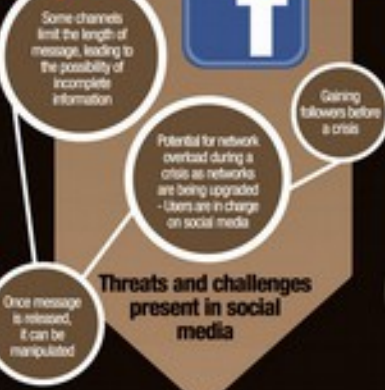 Some channels
limit the length of
message, leading to
the possibility of
incomplete
information
f
Gaining
followers before
a crisis
Potential for network
overload during a
crisis as networks
are being upgraded
- Users are in charge
on social media
Once message
is released,
it can be
manipulated
Threats and challenges
present in social
media